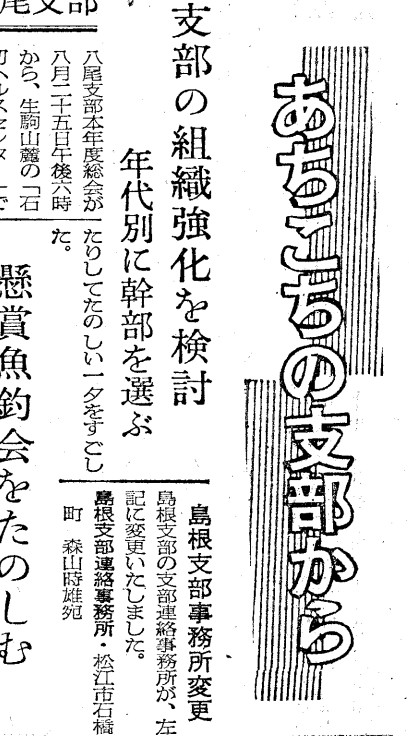 あちこちの支部から
支部の組織強化を検討
年代別に幹部を選ぶ
八尾支部本年度総会が
八月二十五日午後六時
から、生駒山麓の「石
たりしてたのしい一夕をすごし
た。
島根支部事務所変更
島根支部の支部連絡事務所が、左
記に変更いたしました。
島根支部連絡事務所・松江市石橋
町　森山時雄宛
懸賞魚釣会をたのしむ
尾支部